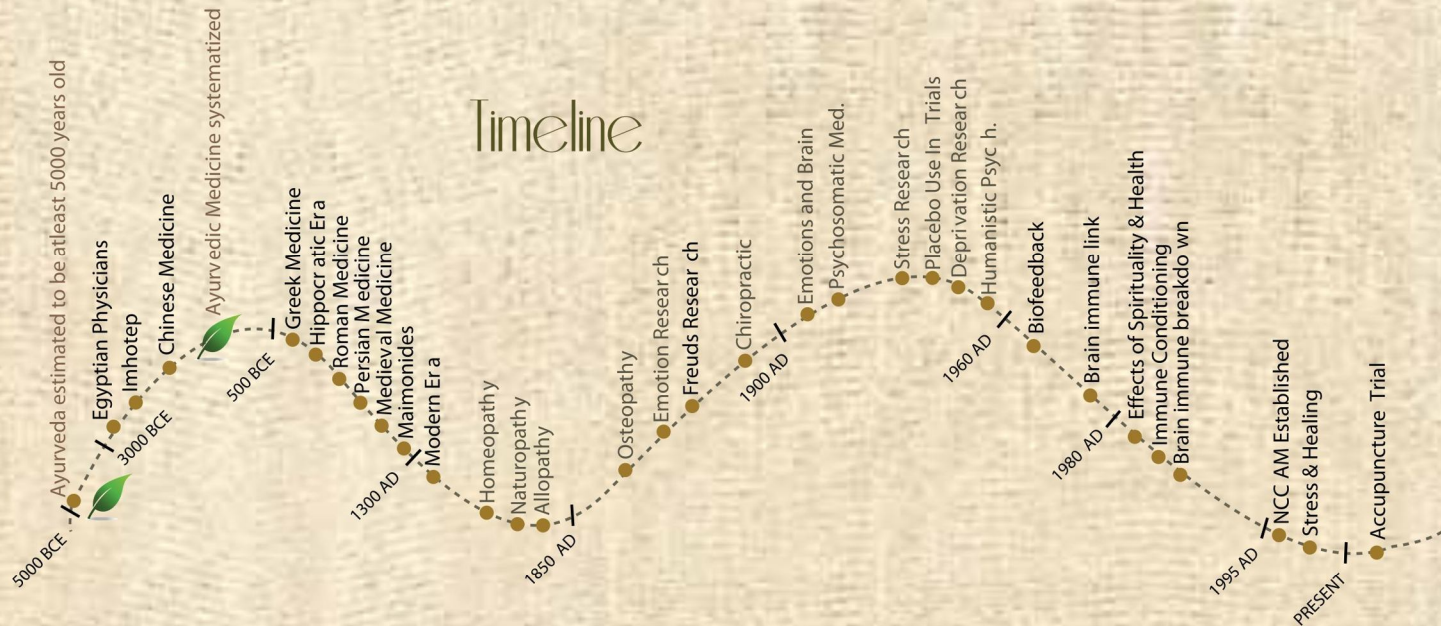 Timeline
5000 BCE
Ayurveda estimated to be atleast 5000 years old
3000 BCE
Egyptian Physicians
Imhotep
Chinese Medicine
Ayurvedic Medicine systematized
500 BCE
Greek Medicine
Hippocr atic Era
Roman Medicine
Persian M edicine
Medieval Medicine
Maimonides
1300 AD
Modern Er a
Homeopathy
Naturopathy
Allopathy
1850 AD
Osteopathy
Emotion Resear ch
Freuds Resear ch
Chiropractic
1900 AD
Emotions and Brain
Psychosomatic Med.
Stress Research
Placebo Use In Trials
Deprivation Resear ch
Humanistic Psyc h.
1960 AD
Biofeedback
Brain immune link
1980 AD
Effects of Spirituality & Health
Immune Conditioning
Brain immune breakdo wn
1995 AD
NCC AM Established
Stress & Healing
PRESENT
Accupuncture Trial